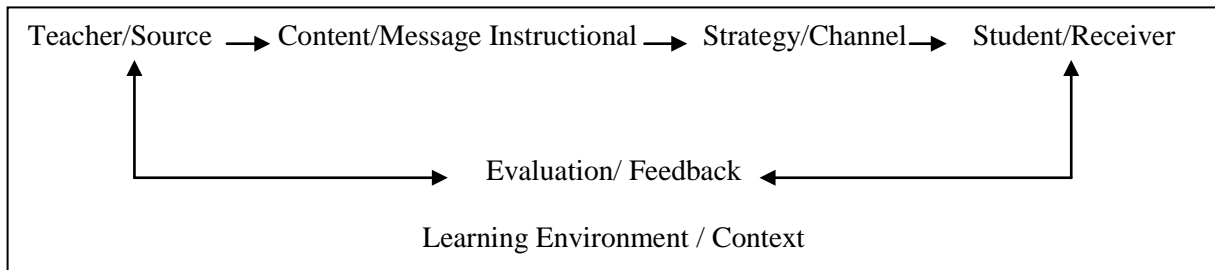 Teacher/Source Content/Message Instructional Strategy/Channel Student/Receiver
Evaluation/ Feedback
Learning Environment / Context